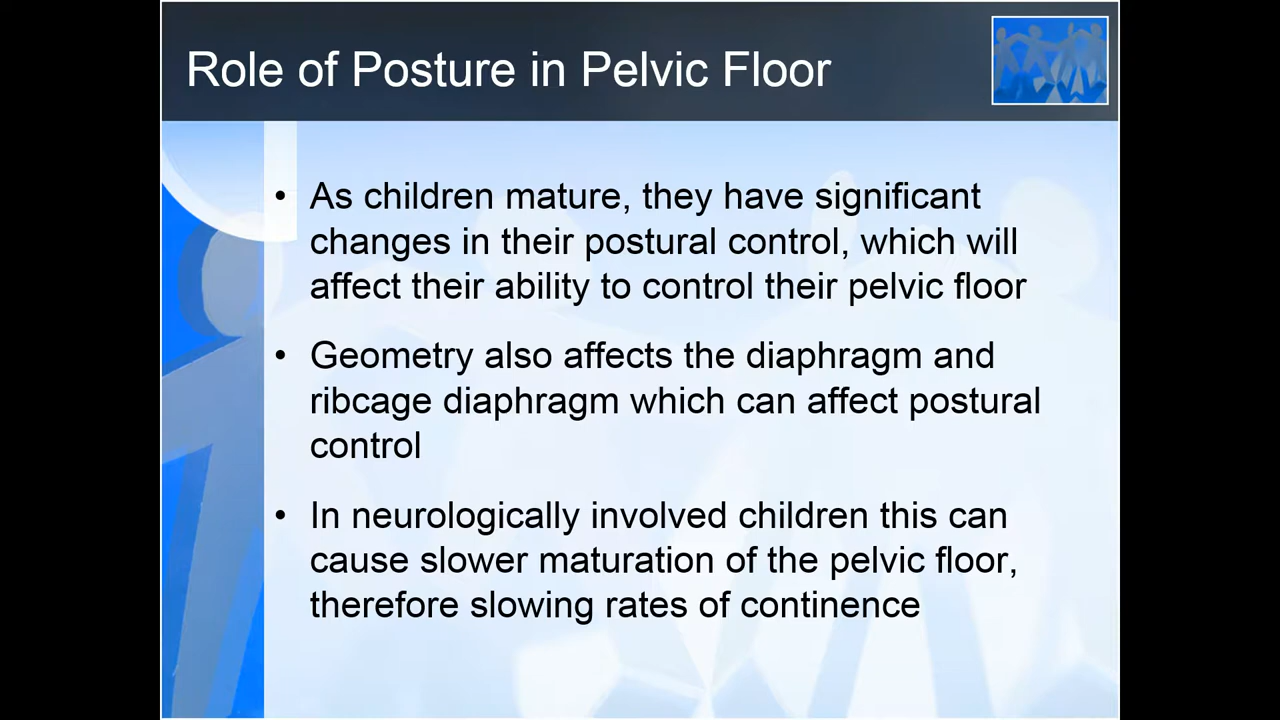 Role of Posture in Pelvic Floor
• As children mature, they have significant
changes in their postural control, which will
affect their ability to control their pelvic floor
• Geometry also affects the diaphragm and
ribcage diaphragm which can affect postural
control
• In neurologically involved children this can
cause slower maturation of the pelvic floor,
therefore slowing rates of continence